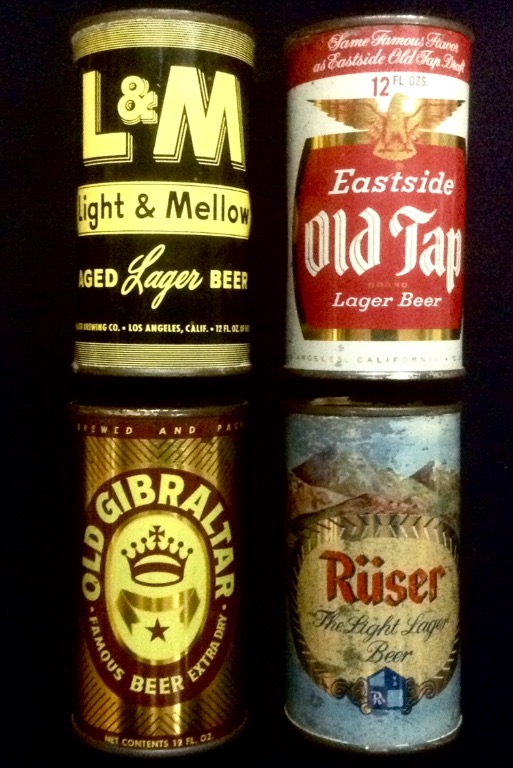 L&M
Light & Mellow
AGED Lager BEER
BREWING CO. • LOS ANGELES, CALIF. • 12 FL. OZ.
Same Famous Flavor
as Eastside Old Tap Draft
12 FL. OZS.
Eastside
Old Tap
BRAND
Lager Beer
ANGELES, CALIFORNIA •
BREWED AND PAC
OLD GIBRALTAR
• FAMOUS BEER EXTRA DRY •
NET CONTENTS 12 FL. OZ.
Rüser
The Light Lager
Beer
R